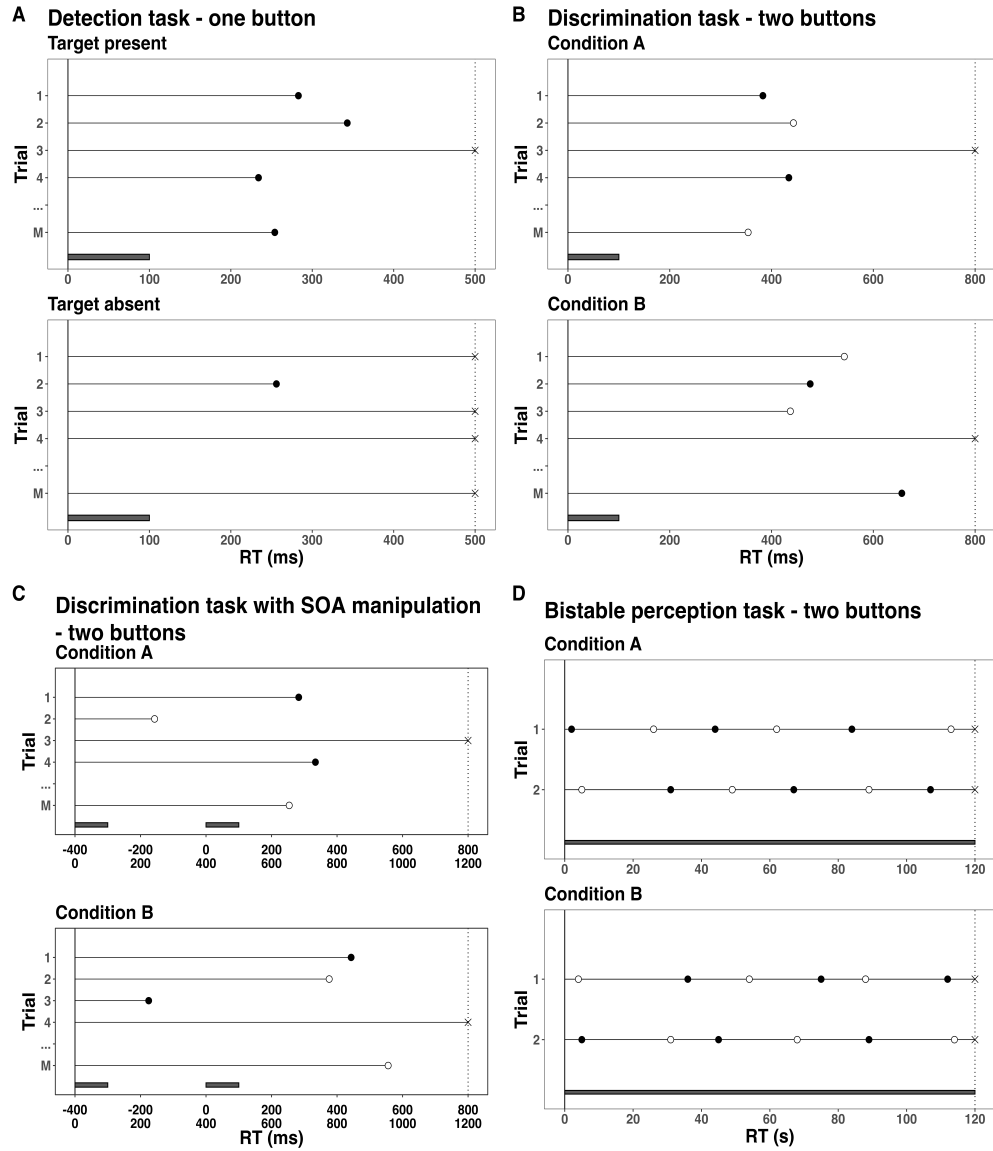 A
Detection task - one button
Target present
Trial
1
2
3
4
...
M
0 100 200 300 400 500
Target absent
Trial
1
2
3
4
...
M
0 100 200 300 400 500
RT (ms)
B
Discrimination task - two buttons
Condition A
Trial
1
2
3
4
...
M
0 200 400 600 800
Condition B
Trial
1
2
3
4
...
M
0 200 400 600 800
RT (ms)
C
Discrimination task with SOA manipulation
- two buttons
Condition A
Trial
1
2
3
4
...
M
-400 -200 0 200 400 600 800
0 200 400 600 800 1000 1200
Condition B
Trial
1
2
3
4
...
M
-400 -200 0 200 400 600 800
0 200 400 600 800 1000 1200
RT (ms)
D
Bistable perception task - two buttons
Condition A
Trial
1
2
0 20 40 60 80 100 120
Condition B
Trial
1
2
0 20 40 60 80 100 120
RT (s)